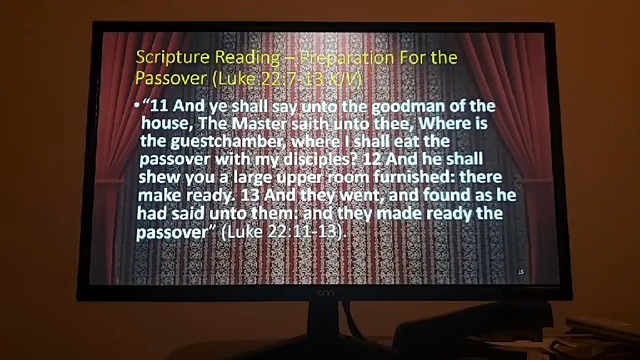 Scripture Reading – Preparation For the
Passover (Luke 22:7-13 KJV)
• “11 And ye shall say unto the goodman of the
house, The Master saith unto thee, Where is
the guestchamber, where I shall eat the
passover with my disciples? 12 And he shall
shew you a large upper room furnished: there
make ready. 13 And they went, and found as he
had said unto them: and they made ready the
passover” (Luke 22:11-13).
15
onn